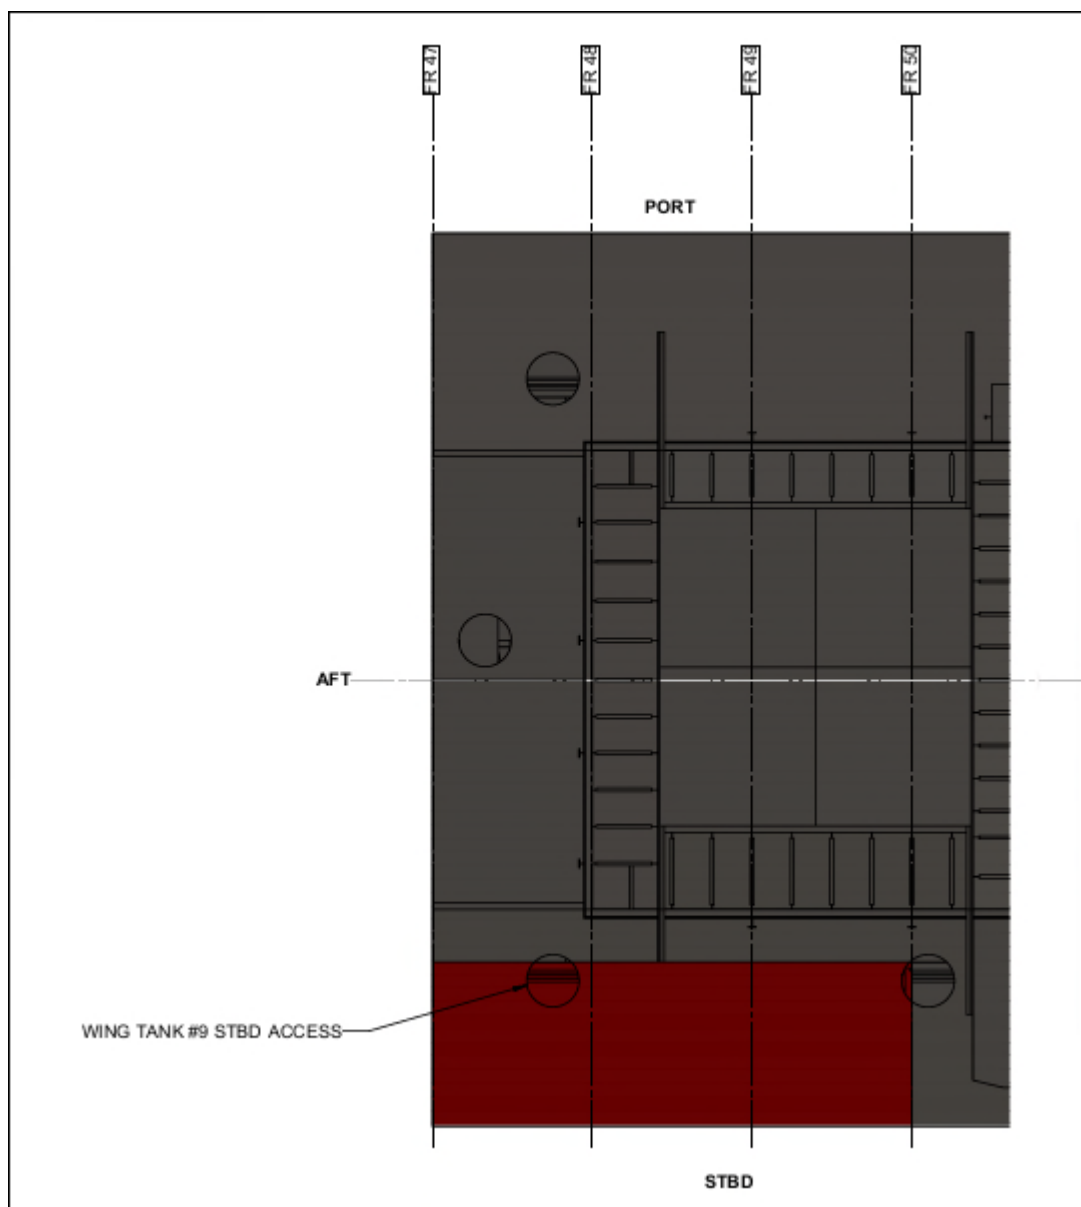 FR 47
FR 48
FR 49
FR 50
PORT
AFT
WING TANK #9 STBD ACCESS
STBD